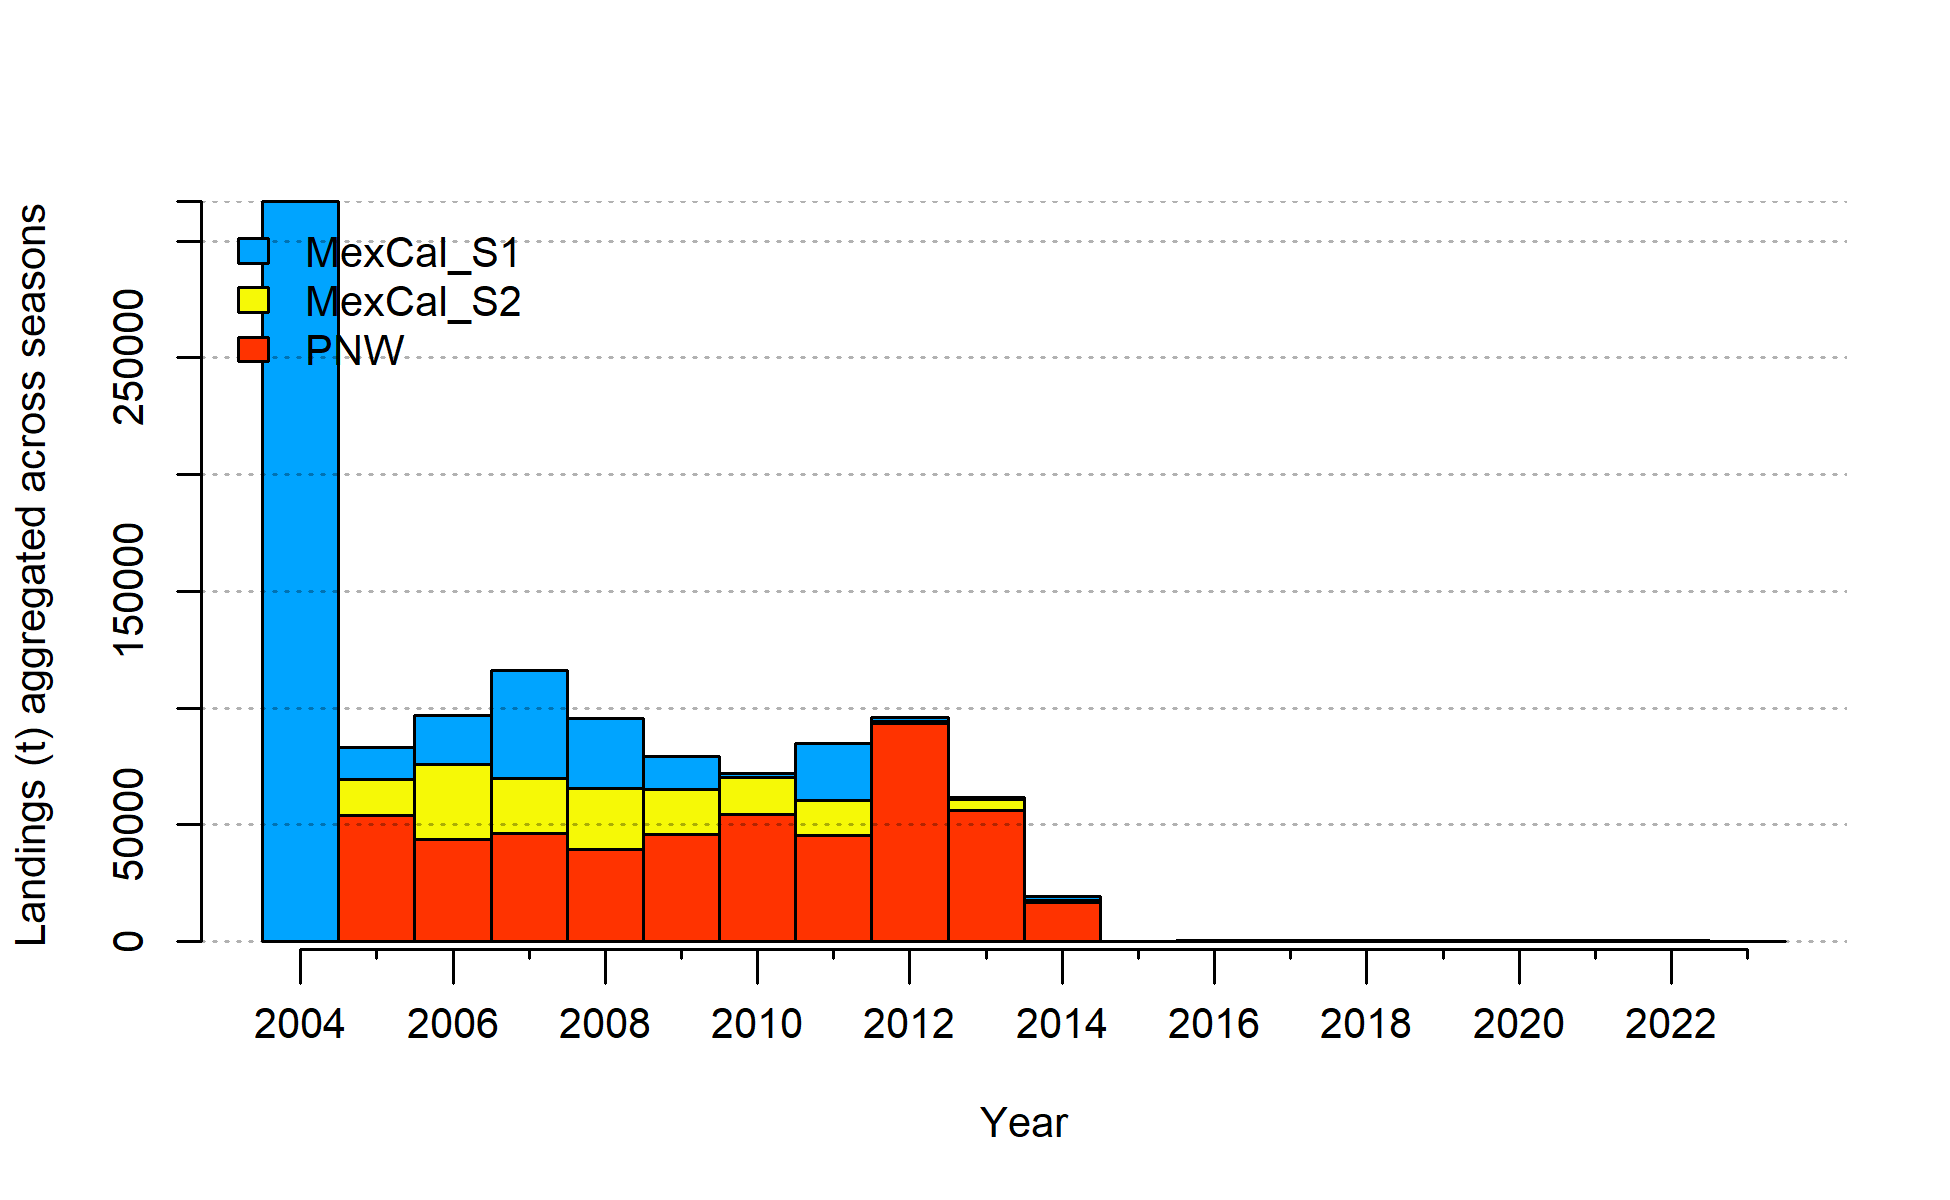 MexCal_S1
MexCal_S2
PNW
Landings (t) aggregated across seasons
250000
150000
50000
0
2004 2006 2008 2010 2012 2014 2016 2018 2020 2022
Year